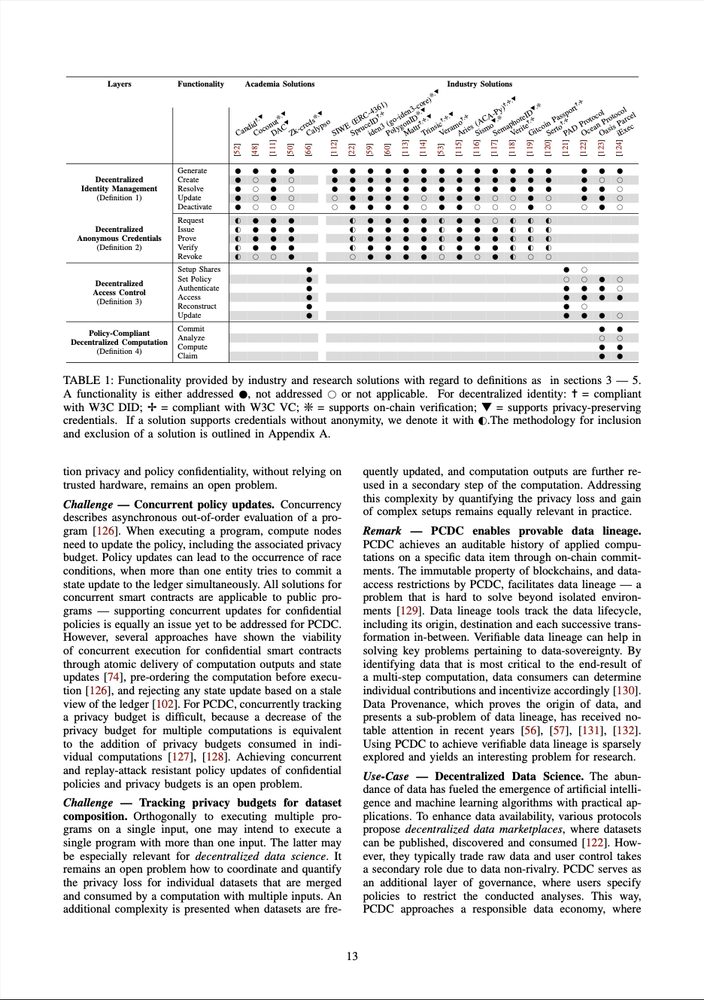 Layers Functionality Academia Solutions Industry Solutions
Candid†,▼ Coconut※,▼ DAC▼ Zk-creds※,▼ Calypso SIWE (ERC-4361) SpruceID†,✢ iden3 (go-iden3-core)※,▼ PolygonID※,▼ Mattr†,✢,▼ Trinsic†,✢,▼ Veramo†,✢ Aries (ACA-Py)†,✢,▼ Sismo▼,※ SemaphoreID▼,※ Verite†,✢ Gitcoin Passport†,✢ Serto†,✢ PAD Protocol Ocean Protocol Oasis Parcel iExec
[52] [48] [111] [50] [66] [112] [22] [59] [60] [113] [114] [53] [115] [116] [117] [118] [119] [120] [121] [122] [123] [124]
Decentralized
Identity Management
(Definition 1)
Generate ● ● ● ● ● ● ● ● ● ● ● ● ● ● ● ● ● ● ● ●
Create ● ○ ● ○ ● ● ● ● ● ● ● ● ● ● ● ● ● ● ○ ○
Resolve ● ○ ● ○ ● ● ● ● ● ● ● ● ● ● ● ● ● ● ● ○
Update ● ○ ● ○ ○ ● ● ● ● ○ ● ● ● ○ ○ ● ○ ● ● ○
Deactivate ● ○ ○ ○ ○ ● ● ● ● ○ ● ● ○ ○ ○ ● ○ ○ ● ○
Decentralized
Anonymous Credentials
(Definition 2)
Request ◐ ● ● ● ◐ ● ● ● ● ◐ ● ● ○ ◐ ◐ ◐
Issue ◐ ● ● ● ◐ ● ● ● ● ◐ ● ● ● ◐ ◐ ◐
Prove ◐ ● ● ● ◐ ● ● ● ● ◐ ● ● ● ◐ ◐ ◐
Verify ◐ ● ● ● ◐ ● ● ● ● ◐ ● ● ● ◐ ◐ ◐
Revoke ◐ ○ ○ ● ○ ● ● ● ● ○ ● ○ ● ◐ ○ ○
Decentralized
Access Control
(Definition 3)
Setup Shares ● ● ○
Set Policy ● ○ ○ ● ○
Authenticate ● ● ● ● ○
Access ● ● ● ● ●
Reconstruct ● ● ○
Update ● ● ● ● ○
Policy-Compliant
Decentralized Computation
(Definition 4)
Commit ● ●
Analyze ○ ○
Compute ● ●
Claim ● ●
TABLE 1: Functionality provided by industry and research solutions with regard to definitions as in sections 3 — 5.
A functionality is either addressed ●, not addressed ○ or not applicable. For decentralized identity: † = compliant
with W3C DID; ✢ = compliant with W3C VC; ※ = supports on-chain verification; ▼ = supports privacy-preserving
credentials. If a solution supports credentials without anonymity, we denote it with ◐.The methodology for inclusion
and exclusion of a solution is outlined in Appendix A.
tion privacy and policy confidentiality, without relying on
trusted hardware, remains an open problem.
Challenge — Concurrent policy updates. Concurrency
describes asynchronous out-of-order evaluation of a pro-
gram [126]. When executing a program, compute nodes
need to update the policy, including the associated privacy
budget. Policy updates can lead to the occurrence of race
conditions, when more than one entity tries to commit a
state update to the ledger simultaneously. All solutions for
concurrent smart contracts are applicable to public pro-
grams — supporting concurrent updates for confidential
policies is equally an issue yet to be addressed for PCDC.
However, several approaches have shown the viability
of concurrent execution for confidential smart contracts
through atomic delivery of computation outputs and state
updates [74], pre-ordering the computation before execu-
tion [126], and rejecting any state update based on a stale
view of the ledger [102]. For PCDC, concurrently tracking
a privacy budget is difficult, because a decrease of the
privacy budget for multiple computations is equivalent
to the addition of privacy budgets consumed in indi-
vidual computations [127], [128]. Achieving concurrent
and replay-attack resistant policy updates of confidential
policies and privacy budgets is an open problem.
Challenge — Tracking privacy budgets for dataset
composition. Orthogonally to executing multiple pro-
grams on a single input, one may intend to execute a
single program with more than one input. The latter may
be especially relevant for decentralized data science. It
remains an open problem how to coordinate and quantify
the privacy loss for individual datasets that are merged
and consumed by a computation with multiple inputs. An
additional complexity is presented when datasets are fre-
quently updated, and computation outputs are further re-
used in a secondary step of the computation. Addressing
this complexity by quantifying the privacy loss and gain
of complex setups remains equally relevant in practice.
Remark — PCDC enables provable data lineage.
PCDC achieves an auditable history of applied compu-
tations on a specific data item through on-chain commit-
ments. The immutable property of blockchains, and data-
access restrictions by PCDC, facilitates data lineage — a
problem that is hard to solve beyond isolated environ-
ments [129]. Data lineage tools track the data lifecycle,
including its origin, destination and each successive trans-
formation in-between. Verifiable data lineage can help in
solving key problems pertaining to data-sovereignty. By
identifying data that is most critical to the end-result of
a multi-step computation, data consumers can determine
individual contributions and incentivize accordingly [130].
Data Provenance, which proves the origin of data, and
presents a sub-problem of data lineage, has received no-
table attention in recent years [56], [57], [131], [132].
Using PCDC to achieve verifiable data lineage is sparsely
explored and yields an interesting problem for research.
Use-Case — Decentralized Data Science. The abun-
dance of data has fueled the emergence of artificial intelli-
gence and machine learning algorithms with practical ap-
plications. To enhance data availability, various protocols
propose decentralized data marketplaces, where datasets
can be published, discovered and consumed [122]. How-
ever, they typically trade raw data and user control takes
a secondary role due to data non-rivalry. PCDC serves as
an additional layer of governance, where users specify
policies to restrict the conducted analyses. This way,
PCDC approaches a responsible data economy, where
13